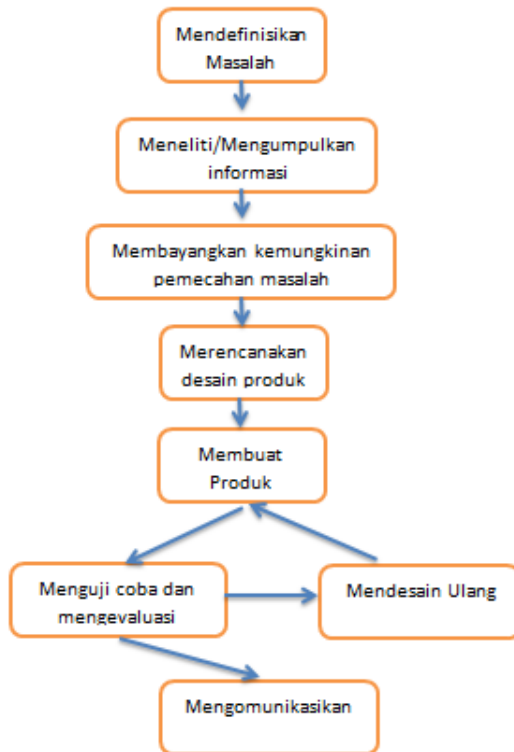 Mendefinisikan
Masalah
Meneliti/Mengumpulkan
informasi
Membayangkan kemungkinan
pemecahan masalah
Merencanakan
desain produk
Membuat
Produk
Menguji coba dan
mengevaluasi
Mendesain Ulang
Mengomunikasikan